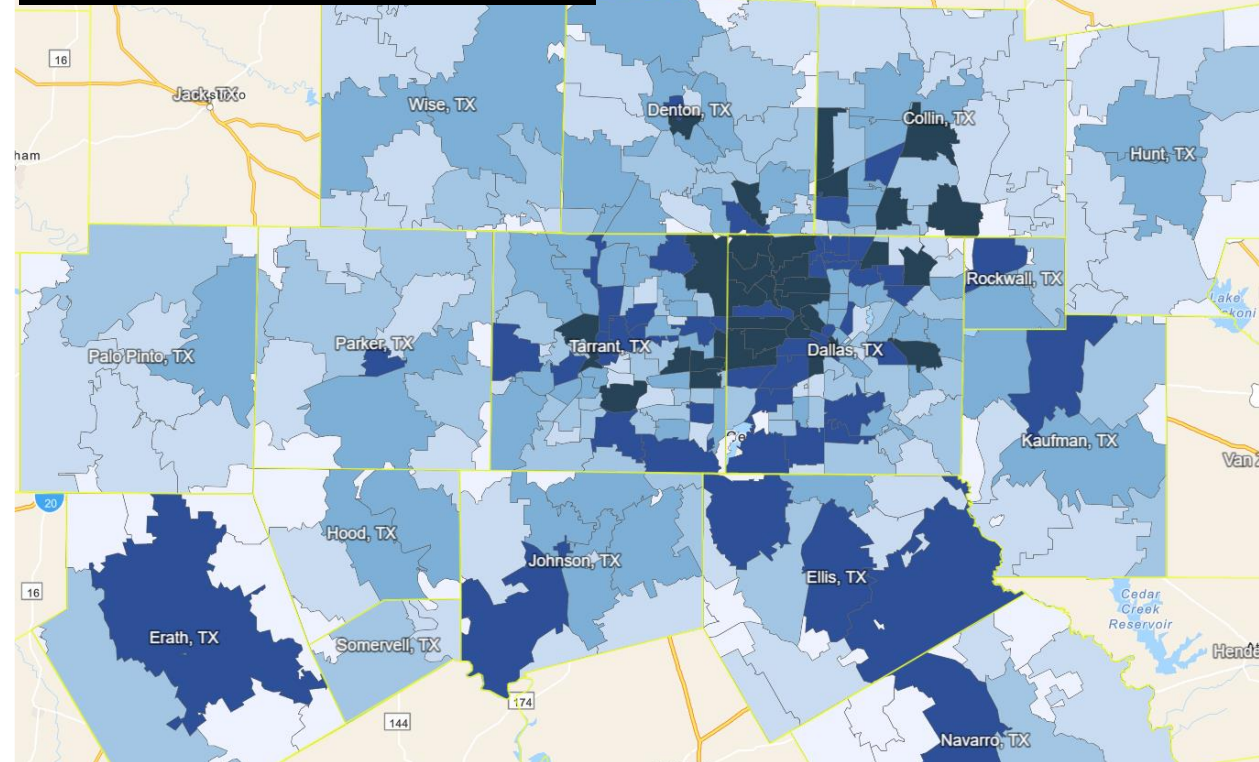 16
Jack, TX
Wise, TX
Denton, TX
Collin, TX
ham
Hunt, TX
Rockwall, TX
Lake
Palo Pinto, TX
Parker, TX
Tarrant, TX
Dallas, TX
Kaufman, TX
Van
20
Hood, TX
Johnson, TX
Ellis, TX
16
Cedar
Creek
Reservoir
Erath, TX
Somervell, TX
Hende
174
144
Navarro, TX